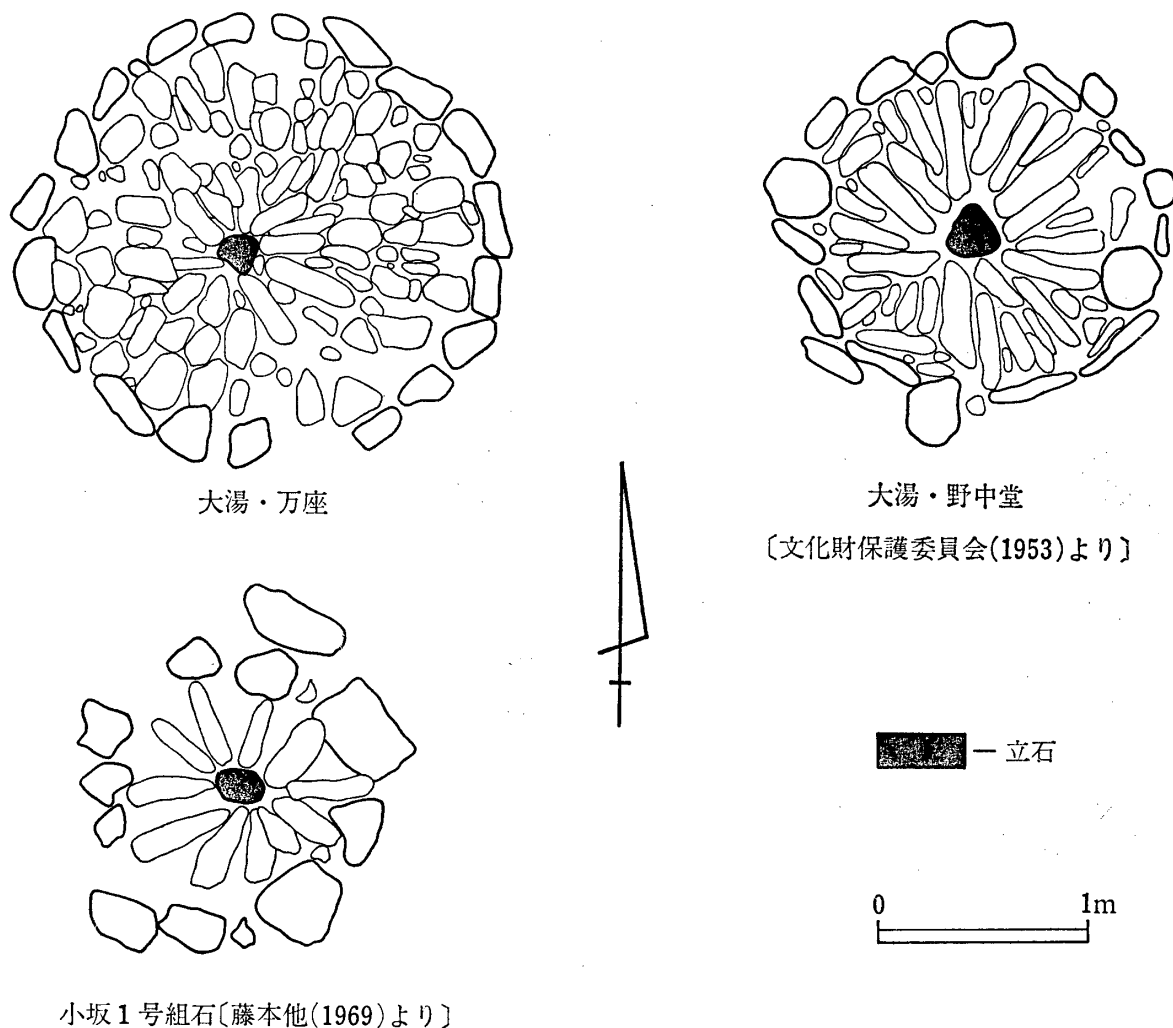 大湯・万座
大湯・野中堂
〔文化財保護委員会(1953)より〕
立石
0 1m
小坂1号組石〔藤本他(1969)より〕